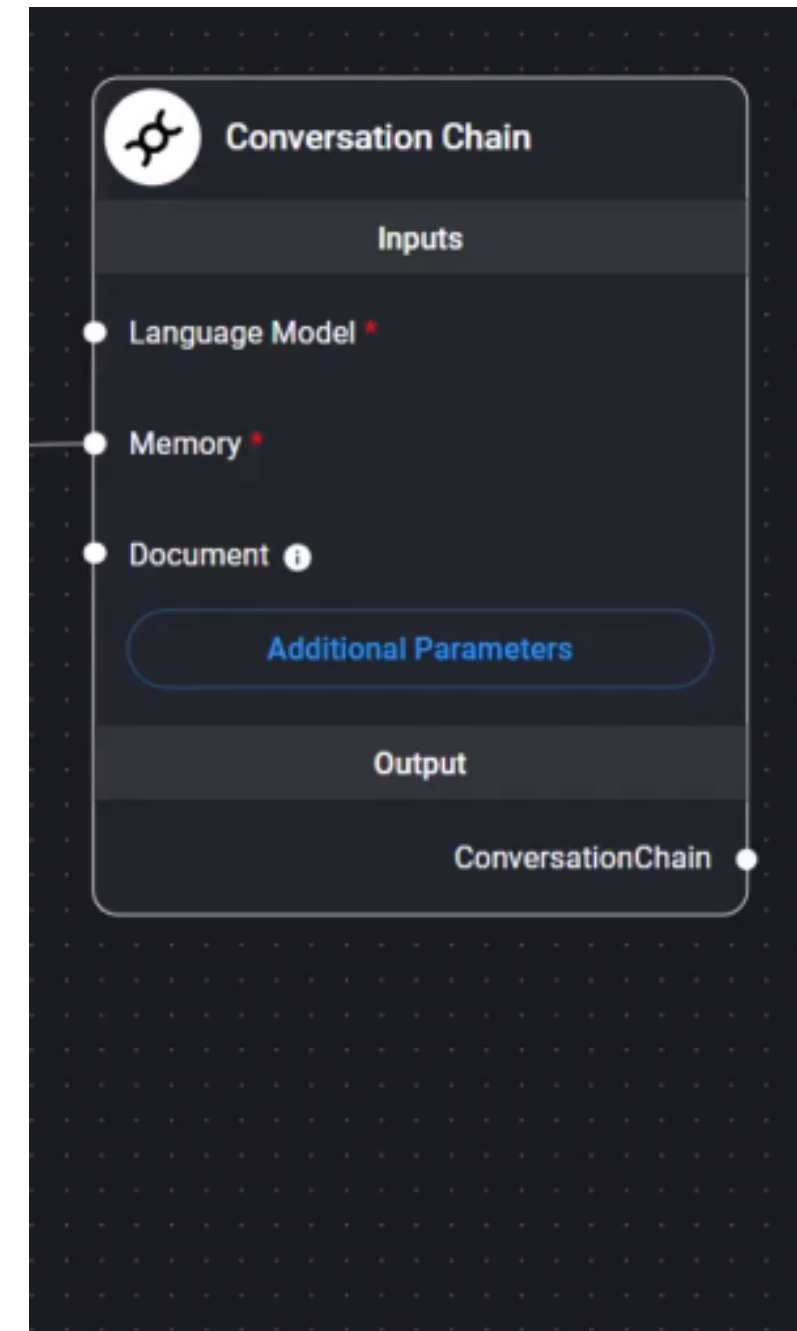 Conversation Chain
Inputs
Language Model *
Memory *
Document
Additional Parameters
Output
ConversationChain